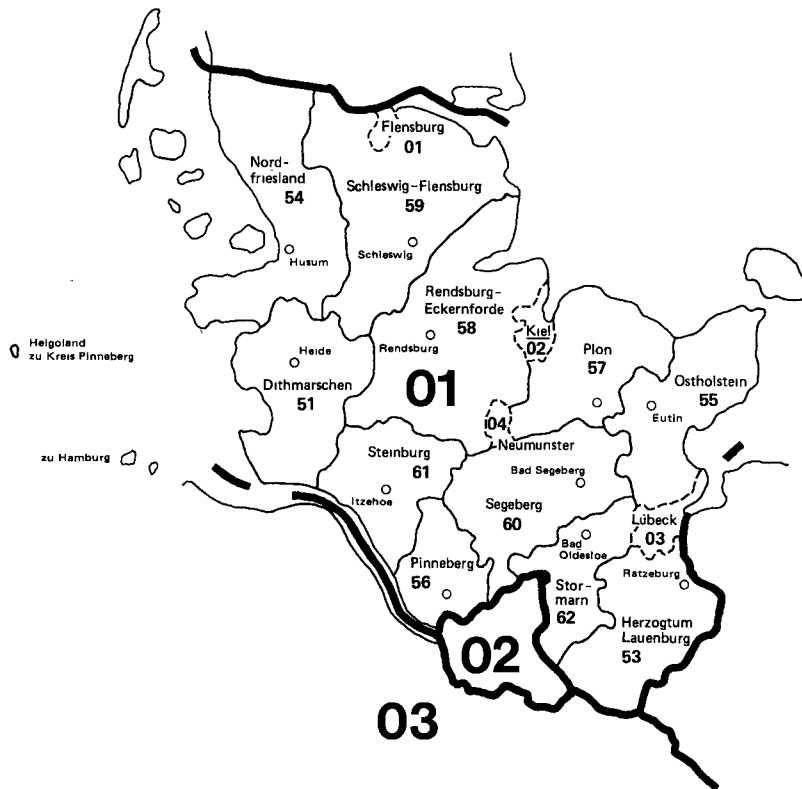 Flensburg
01
Nord-
friesland
54
Schleswig-Flensburg
59
Husum
Schleswig
Rendsburg-
Eckernforde
58
Kiel
02
Helgoland
zu Kreis Pinneberg
Heide
Rendsburg
Plon
57
Ostholstein
55
Dithmarschen
51
01
Eutin
04
Neumunster
zu Hamburg
Steinburg
61
Bad Segeberg
Itzehoe
Segeberg
60
Lübeck
03
Bad
Oldesloe
Pinneberg
56
Ratzeburg
Stor-
marn
62
Herzogtum
Lauenburg
53
02
03